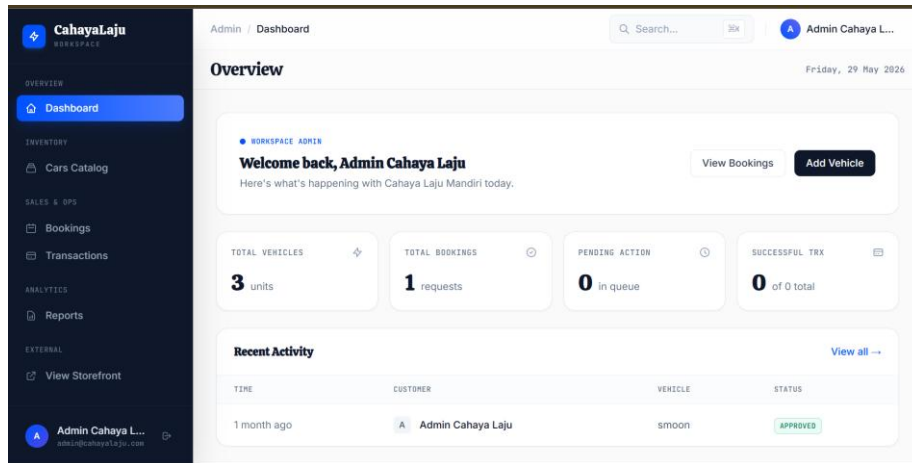 CahayaLaju
WORKSPACE
OVERVIEW
Dashboard
INVENTORY
Cars Catalog
SALES & OPS
Bookings
Transactions
ANALYTICS
Reports
EXTERNAL
View Storefront
A
Admin Cahaya L...
admin@cahayalaju.com
Admin / Dashboard
Search...
⌘K
A
Admin Cahaya L...
Overview
Friday, 29 May 2026
WORKSPACE ADMIN
Welcome back, Admin Cahaya Laju
Here's what's happening with Cahaya Laju Mandiri today.
View Bookings
Add Vehicle
TOTAL VEHICLES
3 units
TOTAL BOOKINGS
1 requests
PENDING ACTION
0 in queue
SUCCESSFUL TRX
0 of 0 total
Recent Activity
View all →
TIME CUSTOMER VEHICLE STATUS
1 month ago A Admin Cahaya Laju smoon APPROVED